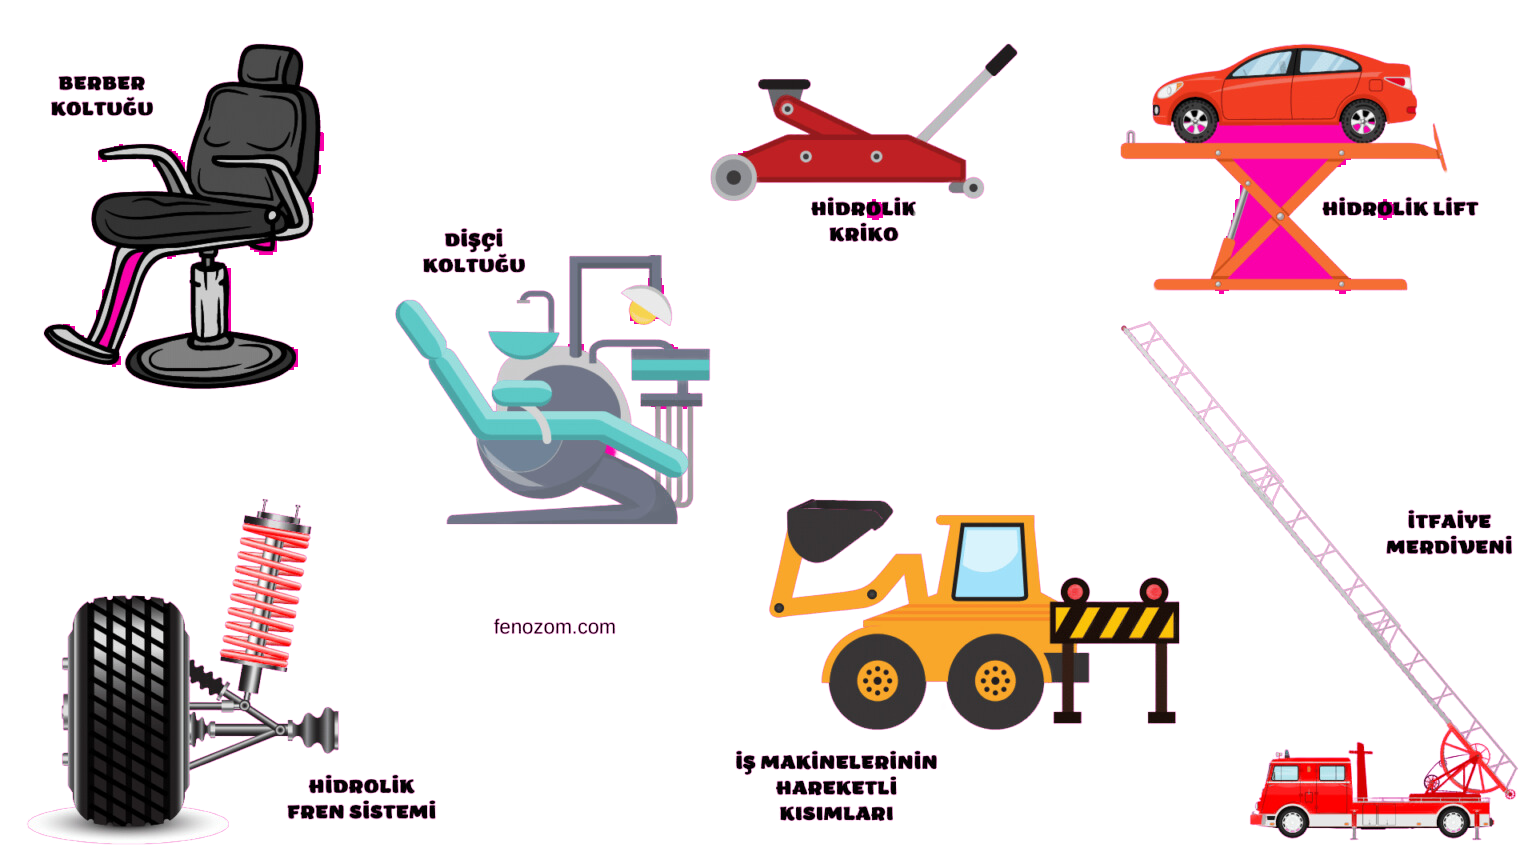 BERBER
KOLTUĞU
DİŞÇİ
KOLTUĞU
HİDROLİK
KRİKO
HİDROLİK LİFT
İTFAİYE
MERDİVENİ
fenozom.com
HİDROLİK
FREN SİSTEMİ
İŞ MAKİNELERİNİN
HAREKETLİ
KISIMLARI